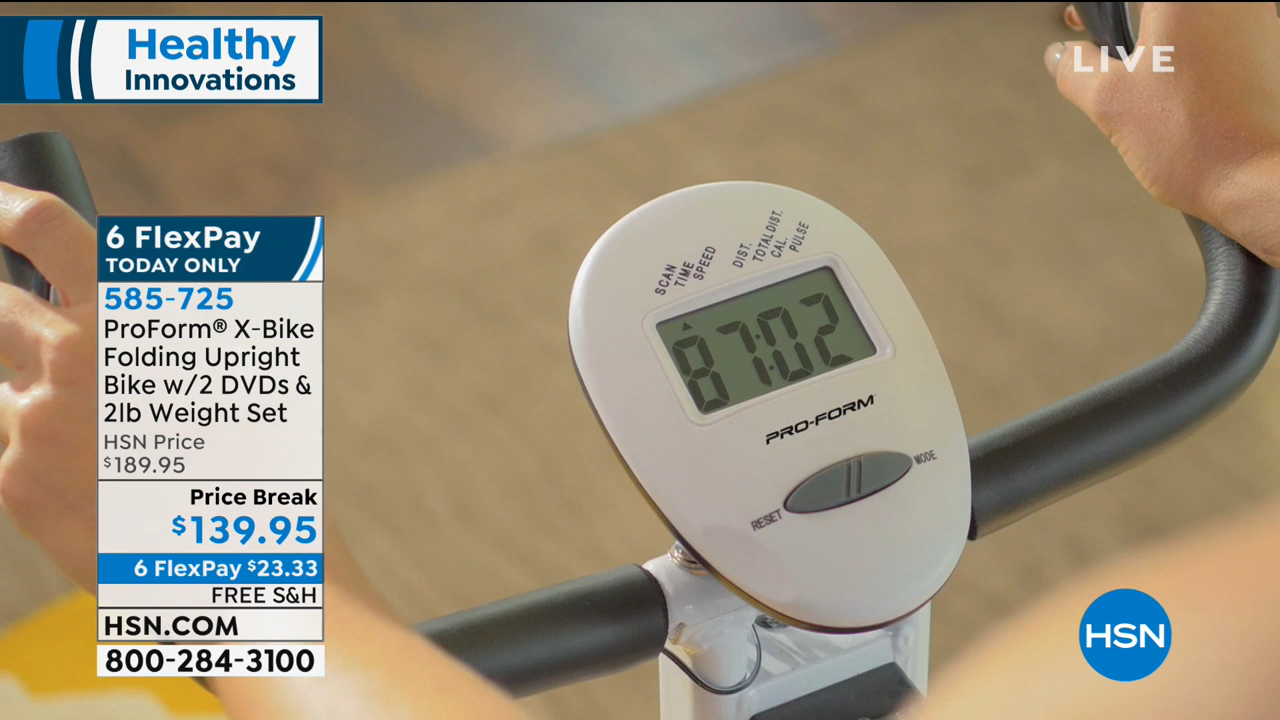 Healthy
Innovations
LIVE
6 FlexPay
TODAY ONLY
585-725
ProForm® X-Bike
Folding Upright
Bike w/2 DVDs &
2lb Weight Set
HSN Price
$189.95
Price Break
$139.95
6 FlexPay $23.33
FREE S&H
HSN.COM
800-284-3100
SCAN
TIME
SPEED
DIST.
TOTAL DIST.
CAL.
PULSE
87:02
PRO-FORM
RESET
MODE
HSN